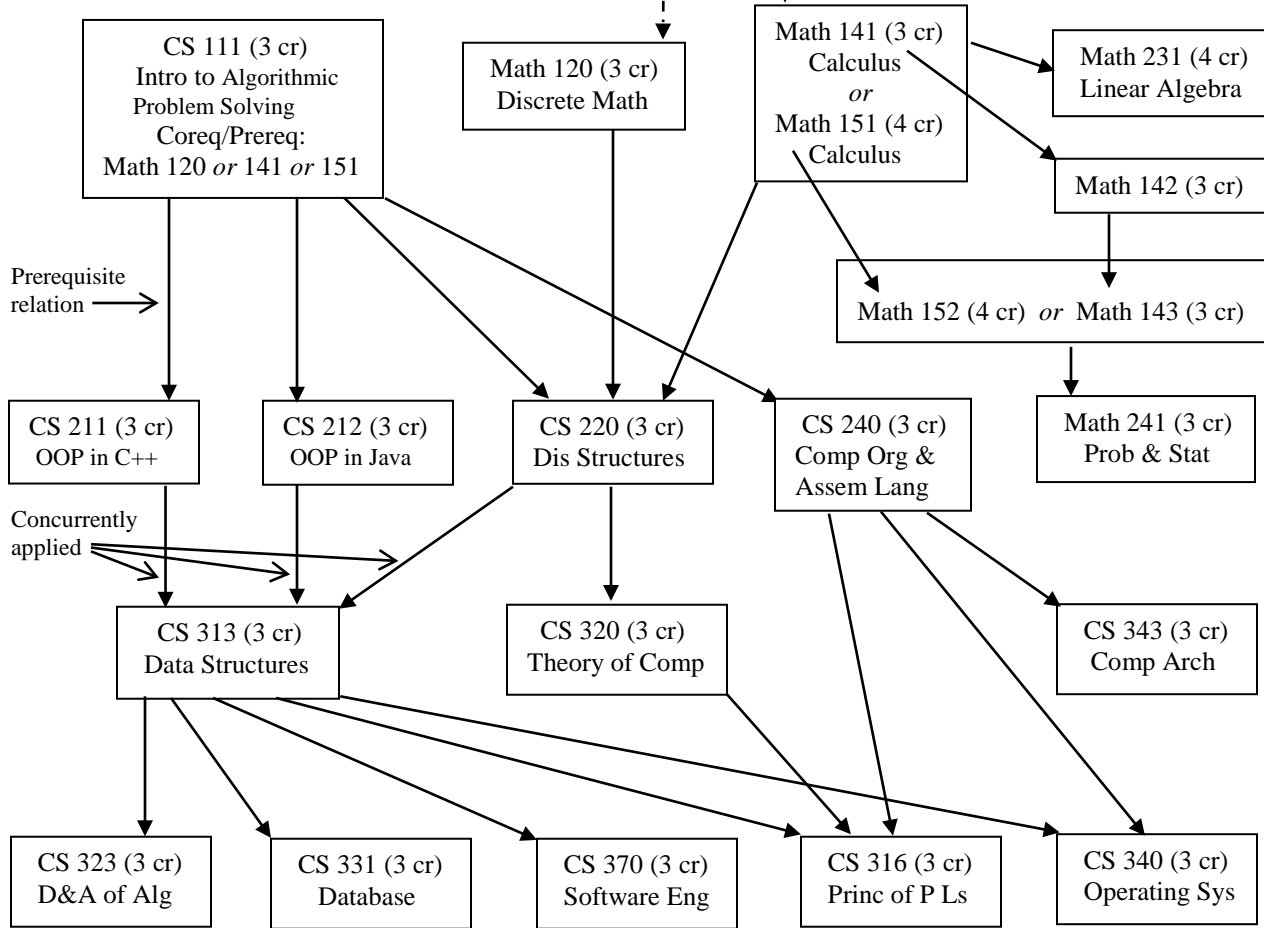 CS 111 (3 cr)
Intro to Algorithmic
Problem Solving
Coreq/Prereq:
Math 120 or 141 or 151
Math 120 (3 cr)
Discrete Math
Math 141 (3 cr)
Calculus
or
Math 151 (4 cr)
Calculus
Math 231 (4 cr)
Linear Algebra
Math 142 (3 cr)
Prerequisite
relation
Math 152 (4 cr) or Math 143 (3 cr)
CS 211 (3 cr)
OOP in C++
CS 212 (3 cr)
OOP in Java
CS 220 (3 cr)
Dis Structures
CS 240 (3 cr)
Comp Org &
Assem Lang
Math 241 (3 cr)
Prob & Stat
Concurrently
applied
CS 313 (3 cr)
Data Structures
CS 320 (3 cr)
Theory of Comp
CS 343 (3 cr)
Comp Arch
CS 323 (3 cr)
D&A of Alg
CS 331 (3 cr)
Database
CS 370 (3 cr)
Software Eng
CS 316 (3 cr)
Princ of P Ls
CS 340 (3 cr)
Operating Sys